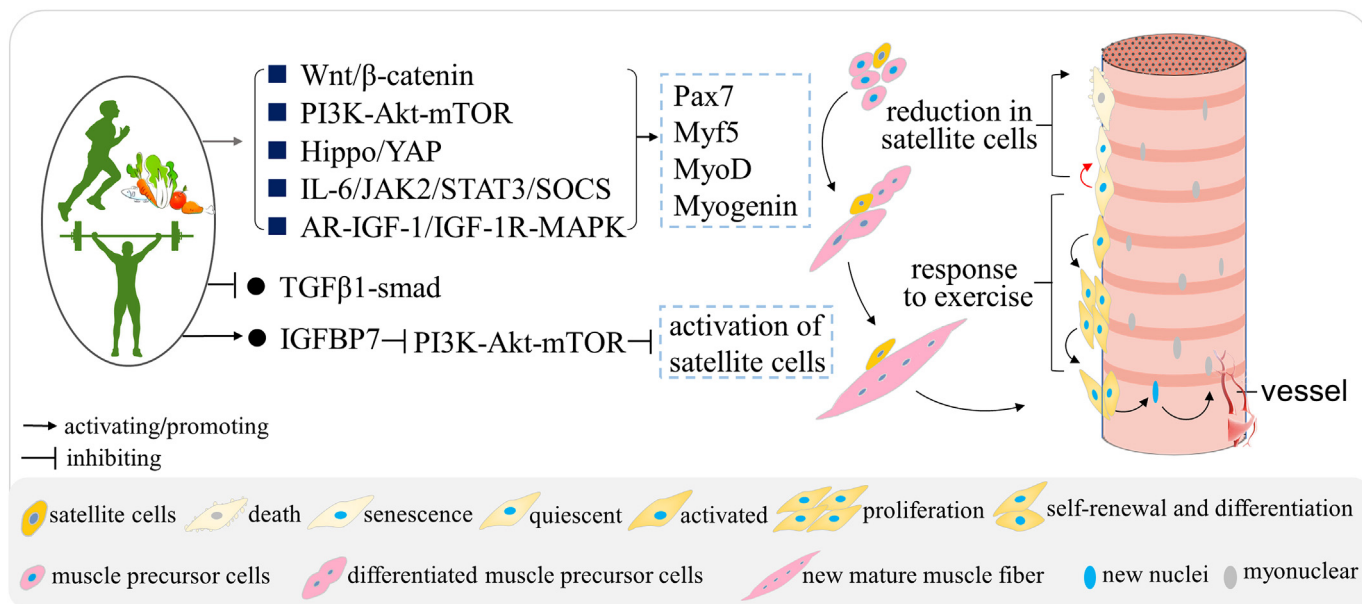 Wnt/β-catenin
PI3K-Akt-mTOR
Hippo/YAP
IL-6/JAK2/STAT3/SOCS
AR-IGF-1/IGF-1R-MAPK
Pax7
Myf5
MyoD
Myogenin
TGFβ1-smad
IGFBP7
PI3K-Akt-mTOR
activation of
satellite cells
reduction in
satellite cells
response
to exercise
vessel
activating/promoting
inhibiting
satellite cells
death
senescence
quiescent
activated
proliferation
self-renewal and differentiation
muscle precursor cells
differentiated muscle precursor cells
new mature muscle fiber
new nuclei
myonuclear